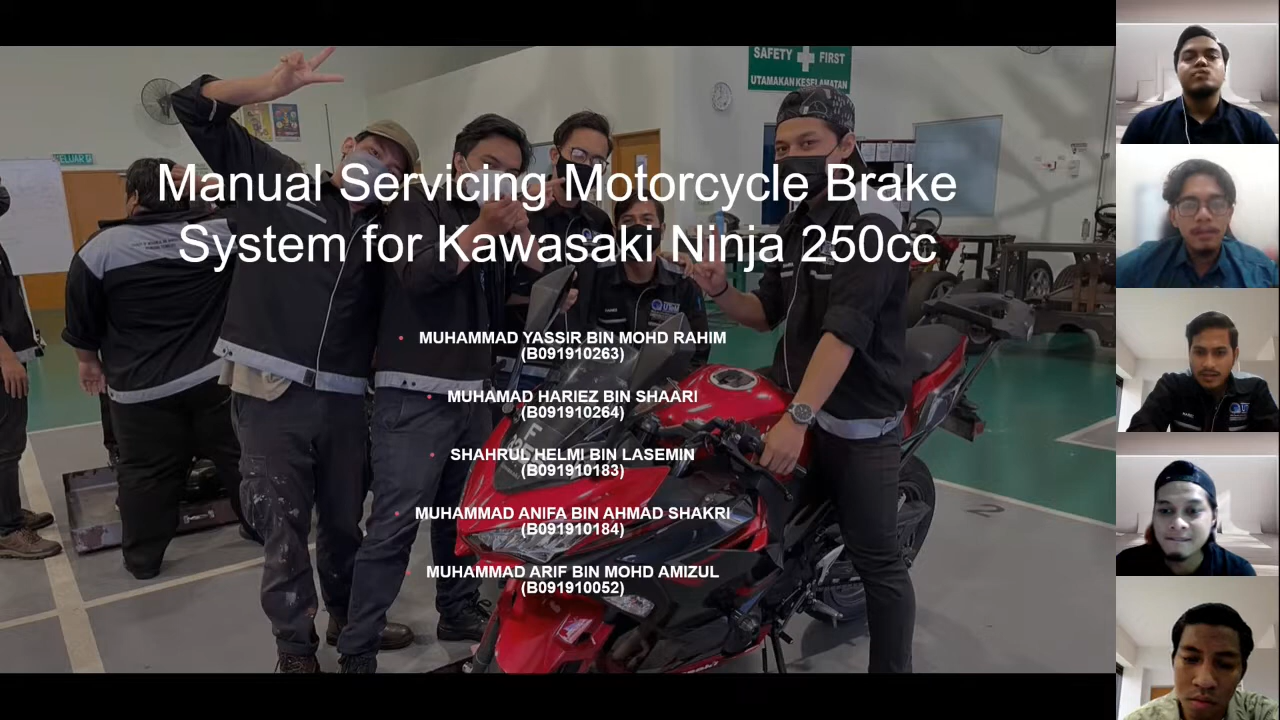 SAFETY FIRST
UTAMAKAN KESELAMATAN
KELUAR
Manual Servicing Motorcycle Brake
System for Kawasaki Ninja 250cc
• MUHAMMAD YASSIR BIN MOHD RAHIM
(B091910263)
• MUHAMAD HARIEZ BIN SHAARI
(B091910264)
• SHAHRUL HELMI BIN LASEMIN
(B091910183)
• MUHAMMAD ANIFA BIN AHMAD SHAKRI
(B091910184)
• MUHAMMAD ARIF BIN MOHD AMIZUL
(B091910052)
2